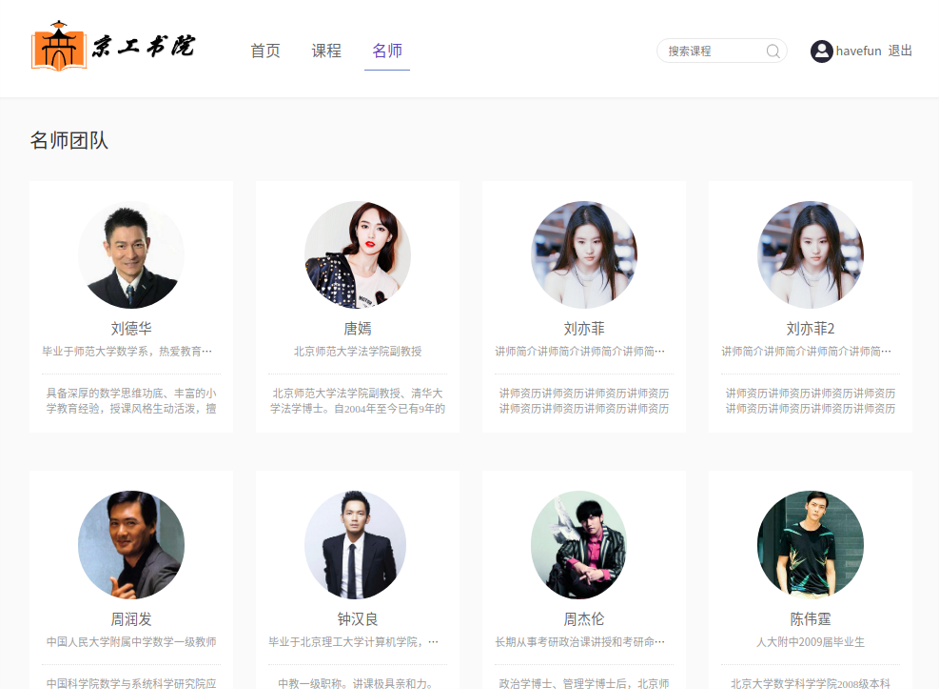 京工书院
首页 课程 名师
搜索课程
havefun 退出
名师团队
刘德华
毕业于师范大学数学系，热爱教育…
具备深厚的数学思维功底、丰富的小
学教育经验，授课风格生动活泼，擅
唐嫣
北京师范大学法学院副教授
北京师范大学法学院副教授、清华大
学法学博士。自2004年至今已有9年的
刘亦菲
讲师简介讲师简介讲师简介讲师简…
讲师资历讲师资历讲师资历讲师资历
讲师资历讲师资历讲师资历讲师资历
刘亦菲2
讲师简介讲师简介讲师简介讲师简…
讲师资历讲师资历讲师资历讲师资历
讲师资历讲师资历讲师资历讲师资历
周润发
中国人民大学附属中学数学一级教师
中国科学院数学与系统科学研究院应
钟汉良
毕业于北京理工大学计算机学院，…
中教一级职称。讲课极具亲和力。
周杰伦
长期从事考研政治课讲授和考研命…
政治学博士、管理学博士后，北京师
陈伟霆
人大附中2009届毕业生
北京大学数学科学学院2008级本科